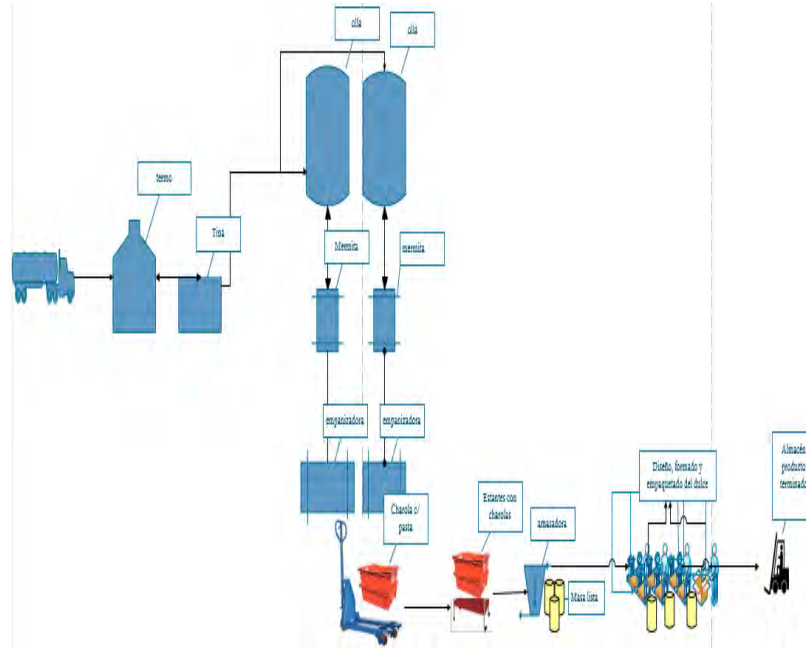 olla
olla
termo
Tina
Mermita
mermita
empanizadora
empanizadora
Charola c/
pasta
Estantes con
charolas
amasadora
Masa lista
Diseño, formado y
empaquetado del dulce
Almacén
producto
terminado